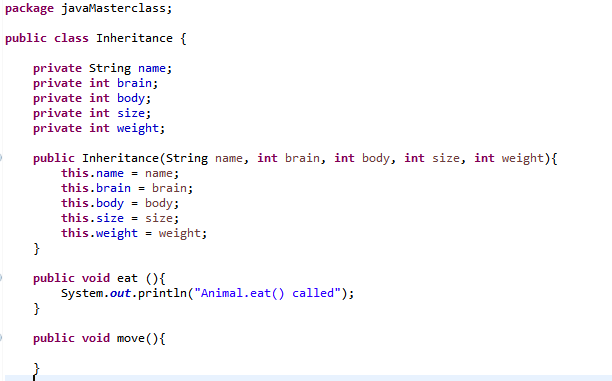 package javaMasterclass;
public class Inheritance {
private String name;
private int brain;
private int body;
private int size;
private int weight;
public Inheritance(String name, int brain, int body, int size, int weight){
this.name = name;
this.brain = brain;
this.body = body;
this.size = size;
this.weight = weight;
}
public void eat (){
System.out.println("Animal.eat() called");
}
public void move(){
}